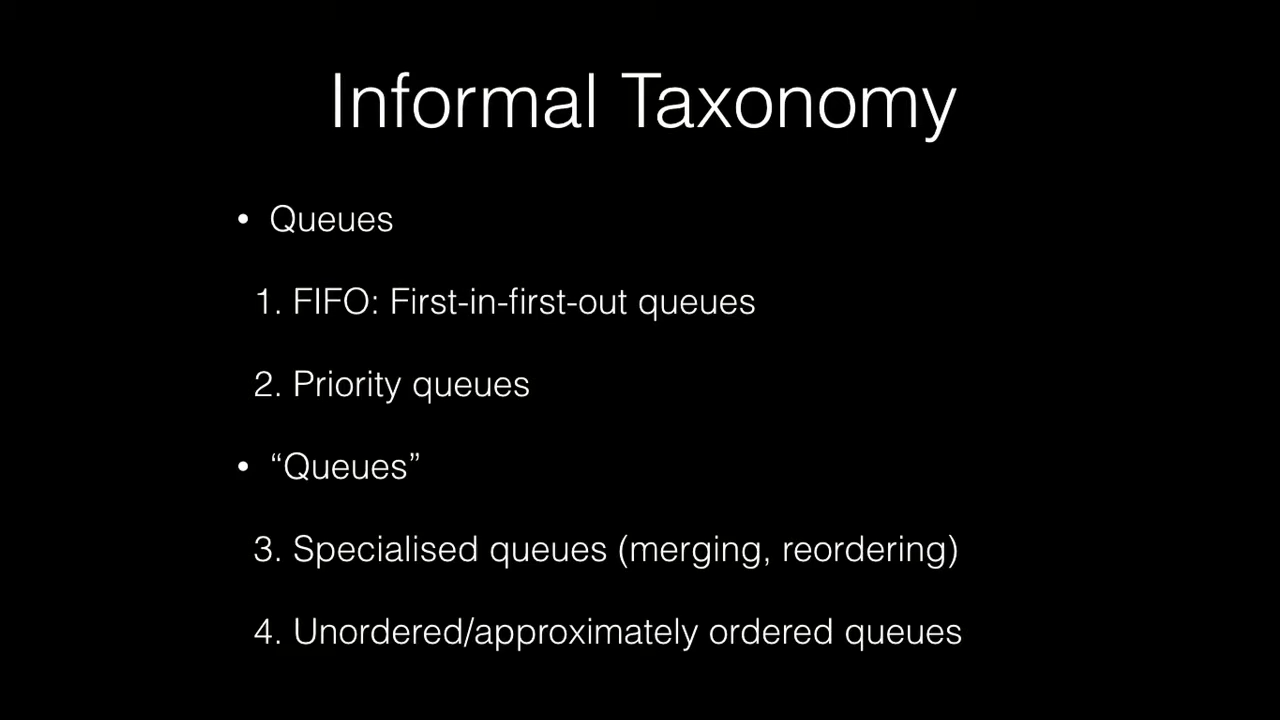 Informal Taxonomy
• Queues
1. FIFO: First-in-first-out queues
2. Priority queues
• “Queues”
3. Specialised queues (merging, reordering)
4. Unordered/approximately ordered queues